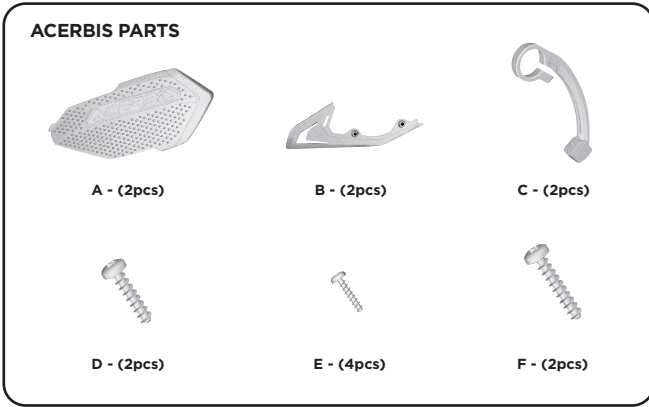 ACERBIS PARTS
A - (2pcs)
B - (2pcs)
C - (2pcs)
D - (2pcs)
E - (4pcs)
F - (2pcs)